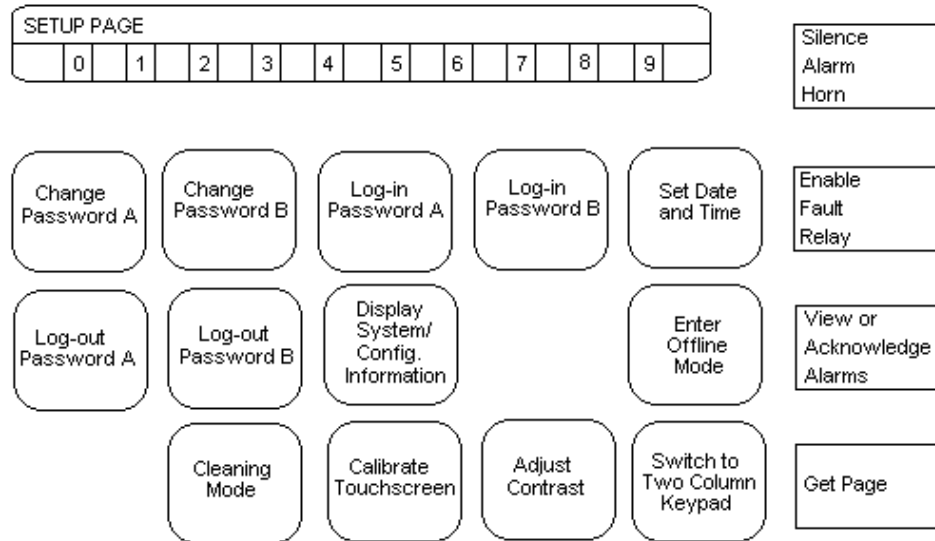 SETUP PAGE
0 1 2 3 4 5 6 7 8 9
Silence
Alarm
Horn
Change
Password A
Change
Password B
Log-in
Password A
Log-in
Password B
Set Date
and Time
Enable
Fault
Relay
Log-out
Password A
Log-out
Password B
Display
System/
Config.
Information
Enter
Offline
Mode
View or
Acknowledge
Alarms
Cleaning
Mode
Calibrate
Touchscreen
Adjust
Contrast
Switch to
Two Column
Keypad
Get Page